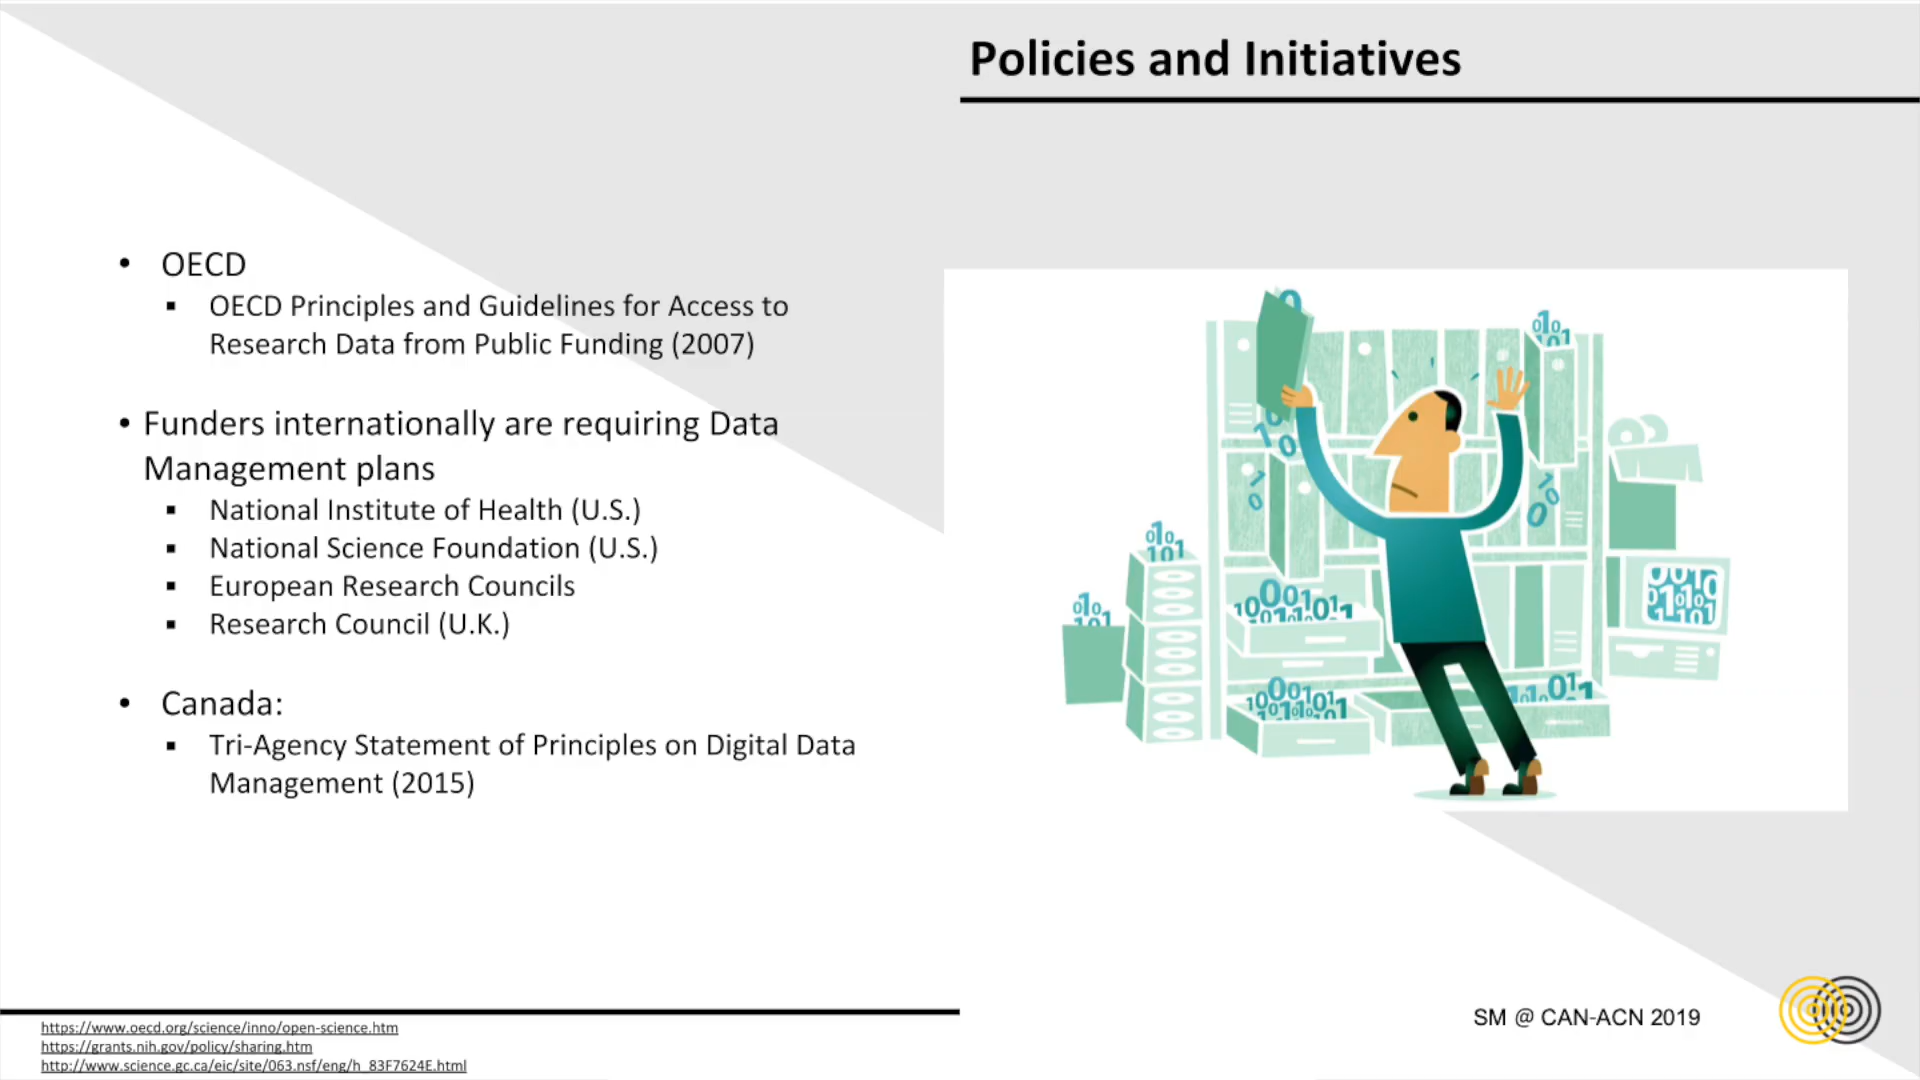 Policies and Initiatives
• OECD
▪ OECD Principles and Guidelines for Access to
Research Data from Public Funding (2007)
• Funders internationally are requiring Data
Management plans
▪ National Institute of Health (U.S.)
▪ National Science Foundation (U.S.)
▪ European Research Councils
▪ Research Council (U.K.)
• Canada:
▪ Tri-Agency Statement of Principles on Digital Data
Management (2015)
https://www.oecd.org/science/inno/open-science.htm
https://grants.nih.gov/policy/sharing.htm
http://www.science.gc.ca/eic/site/063.nsf/eng/h_83F7624E.html
SM @ CAN-ACN 2019